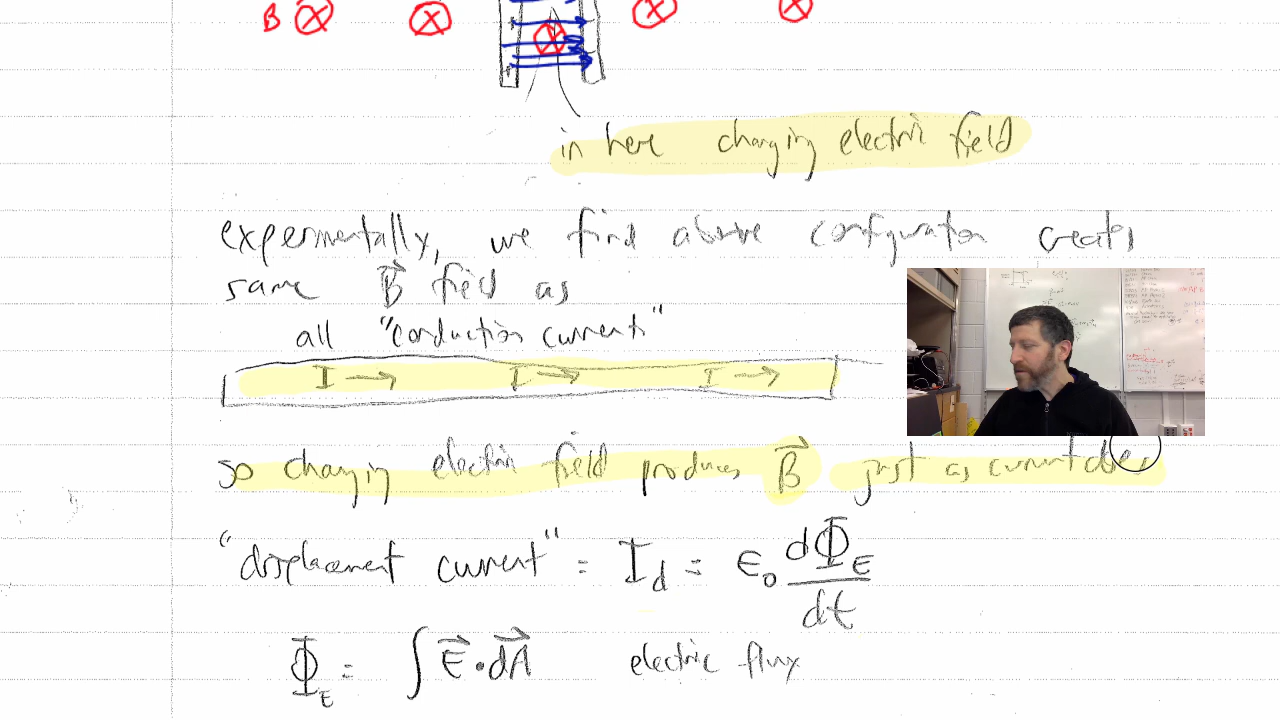 B ⊗ ⊗ ⊗ ⊗ ⊗
in here changing electric field
expermentally, we find above configuration creates
same B⃗ field as
all "conduction current"
I → I → I →
so changing electric field produces B⃗ just as current does
"displacement current" = I_d = ε₀ dΦ_E/dt
Φ_E = ∫ E⃗ · dA⃗ electric flux